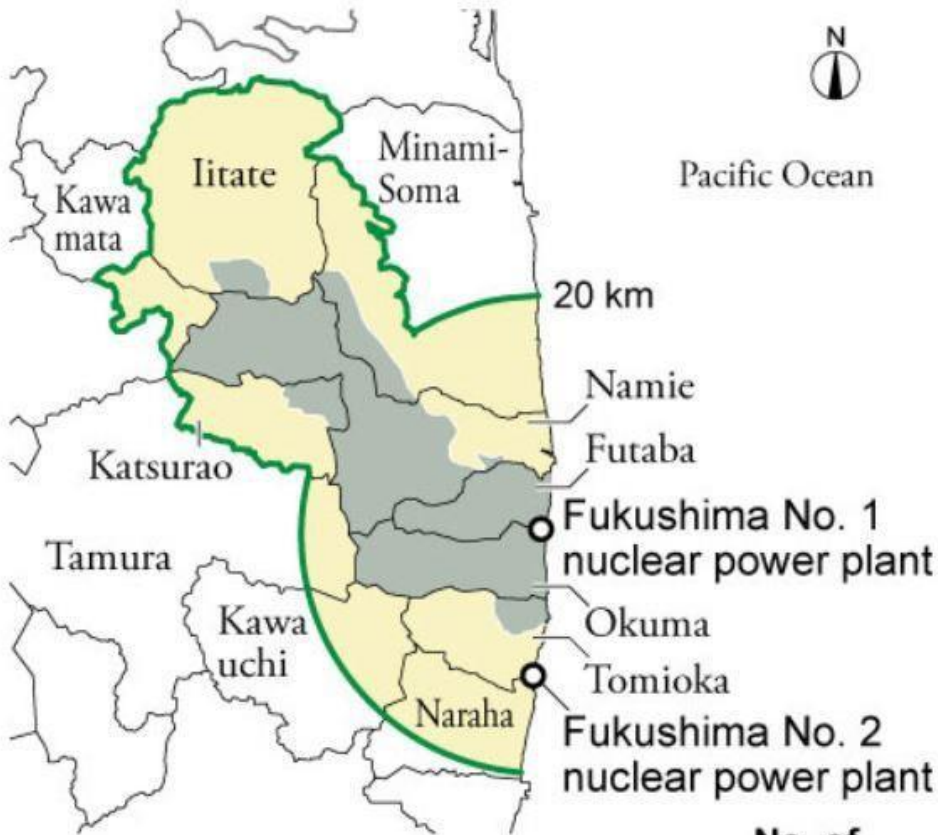 N
Minami-
Soma
Pacific Ocean
Iitate
Kawa
mata
20 km
Namie
Futaba
Katsurao
Fukushima No. 1
nuclear power plant
Tamura
Okuma
Kawa
uchi
Tomioka
Naraha
Fukushima No. 2
nuclear power plant